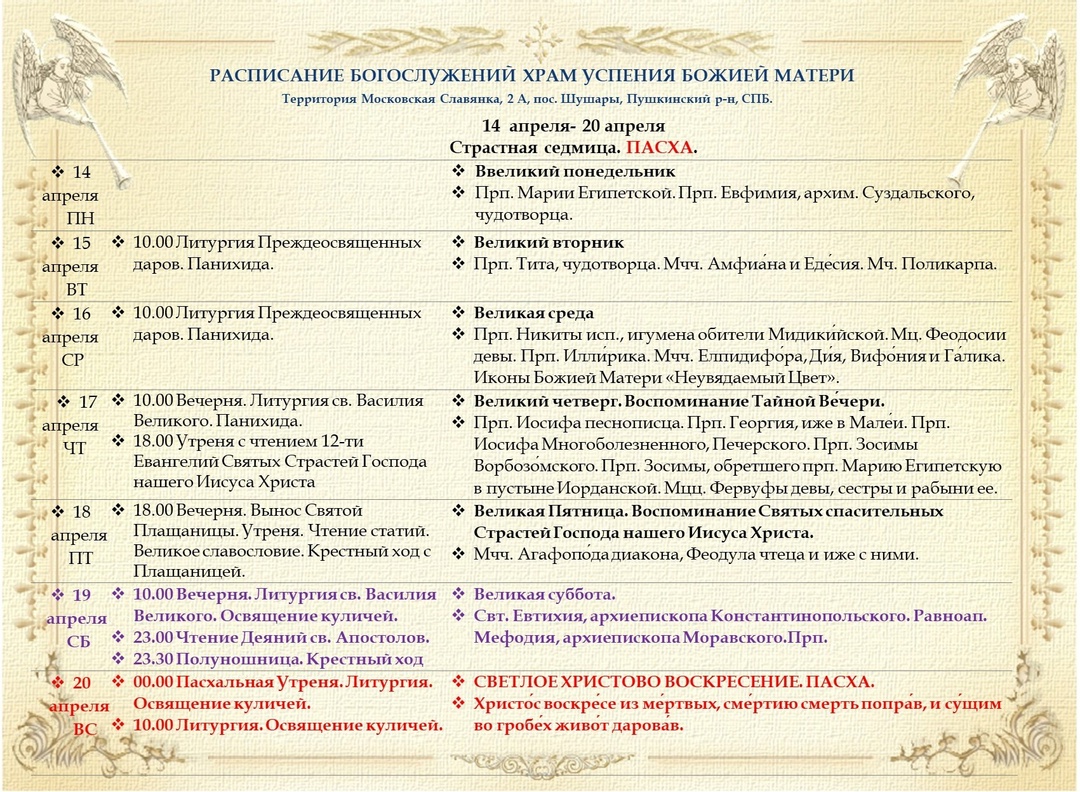 РАСПИСАНИЕ БОГОСЛУЖЕНИЙ ХРАМ УСПЕНИЯ БОЖИЕЙ МАТЕРИ
Территория Московская Славянка, 2 А, пос. Шушары, Пушкинский р-н, СПБ.
14 апреля- 20 апреля
Страстная седмица. ПАСХА.
❖ 14
апреля
ПН
❖ Ввеликий понедельник
❖ Прп. Марии Египетской. Прп. Евфимия, архим. Суздальского,
чудотворца.
❖ 15
апреля
ВТ
❖ 10.00 Литургия Преждеосвященных
даров. Панихида.
❖ Великий вторник
❖ Прп. Тита, чудотворца. Мчч. Амфиа́на и Еде́сия. Мч. Поликарпа.
❖ 16
апреля
СР
❖ 10.00 Литургия Преждеосвященных
даров. Панихида.
❖ Великая среда
❖ Прп. Никиты исп., игумена обители Мидики́йской. Мц. Феодосии
девы. Прп. Илли́рика. Мчч. Елпидифо́ра, Ди́я, Вифо́ния и Га́лика.
Иконы Божией Матери «Неувядаемый Цвет».
❖ 17
апреля
ЧТ
❖ 10.00 Вечерня. Литургия св. Василия
Великого. Панихида.
❖ 18.00 Утреня с чтением 12-ти
Евангелий Святых Страстей Господа
нашего Иисуса Христа
❖ Великий четверг. Воспоминание Тайной Ве́чери.
❖ Прп. Иосифа песнописца. Прп. Георгия, иже в Мале́и. Прп.
Иосифа Многоболезненного, Печерского. Прп. Зосимы
Ворбозо́мского. Прп. Зосимы, обретшего прп. Марию Египетскую
в пустыне Иорданской. Мцц. Фервуфы девы, сестры и рабыни ее.
❖ 18
апреля
ПТ
❖ 18.00 Вечерня. Вынос Святой
Плащаницы. Утреня. Чтение статий.
Великое славословие. Крестный ход с
Плащаницей.
❖ Великая Пятница. Воспоминание Святых спасительных
Страстей Господа нашего Иисуса Христа.
❖ Мчч. Агафопо́да диакона, Феодула чтеца и иже с ними.
❖ 19
апреля
СБ
❖ 10.00 Вечерня. Литургия св. Василия
Великого. Освящение куличей.
❖ 23.00 Чтение Деяний св. Апостолов.
❖ 23.30 Полуношница. Крестный ход
❖ Великая суббота.
❖ Свт. Евтихия, архиепископа Константинопольского. Равноап.
Мефодия, архиепископа Моравского.Прп.
❖ 20
апреля
ВС
❖ 00.00 Пасхальная Утреня. Литургия.
Освящение куличей.
❖ 10.00 Литургия. Освящение куличей.
❖ СВЕТЛОЕ ХРИСТОВО ВОСКРЕСЕНИЕ. ПАСХА.
❖ Христо́с воскре́се из ме́ртвых, сме́ртию смерть попра́в, и су́щим
во гробе́х живо́т дарова́в.